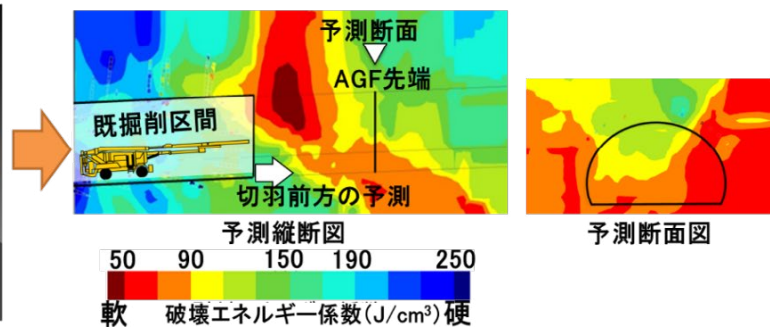 予測断面
AGF先端
既掘削区間
切羽前方の予測
予測縦断図
予測断面図
50 90 150 190 250
軟 破壊エネルギー係数(J/cm³) 硬